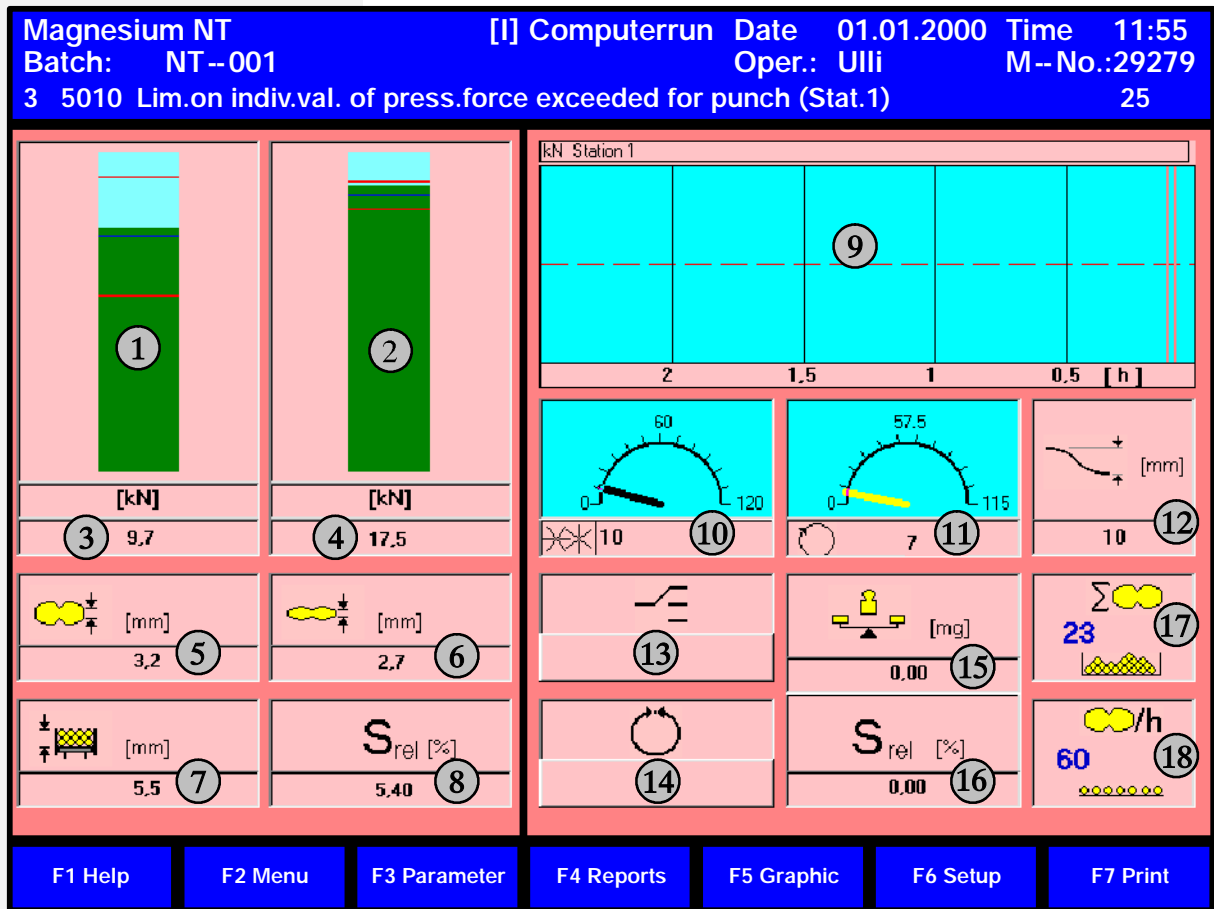 Magnesium NT [I] Computerrun Date 01.01.2000 Time 11:55
Batch: NT--001 Oper.: Ulli M--No.:29279
3 5010 Lim.on indiv.val. of press.force exceeded for punch (Stat.1) 25
1
2
[kN]
[kN]
3 9,7
4 17,5
[mm]
3,2 5
[mm]
2,7 6
[mm]
5,5 7
Srel [%]
5,40 8
kN Station 1
9
2 1,5 1 0,5 [h]
60
0 120
10 10
57.5
0 115
7 11
[mm]
10 12
13
[mg]
0,00 15
Σ
23 17
14
Srel [%]
0,00 16
/h
60 18
F1 Help F2 Menu F3 Parameter F4 Reports F5 Graphic F6 Setup F7 Print